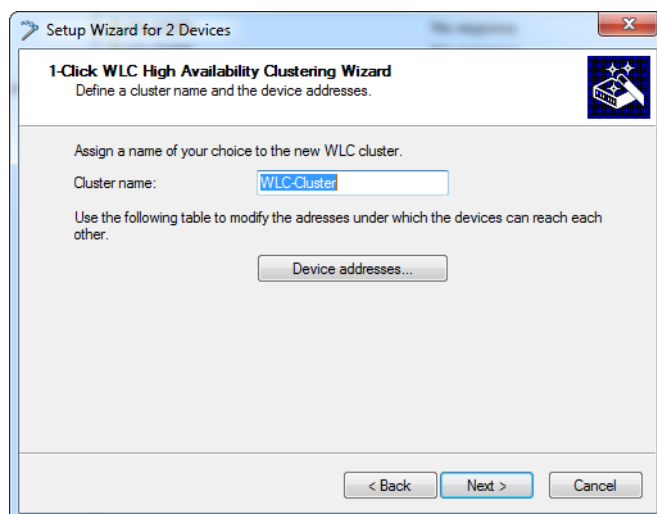 Setup Wizard for 2 Devices
1-Click WLC High Availability Clustering Wizard
Define a cluster name and the device addresses.
Assign a name of your choice to the new WLC cluster.
Cluster name:
WLC-Cluster
Use the following table to modify the adresses under which the devices can reach each
other.
Device addresses...
< Back
Next >
Cancel